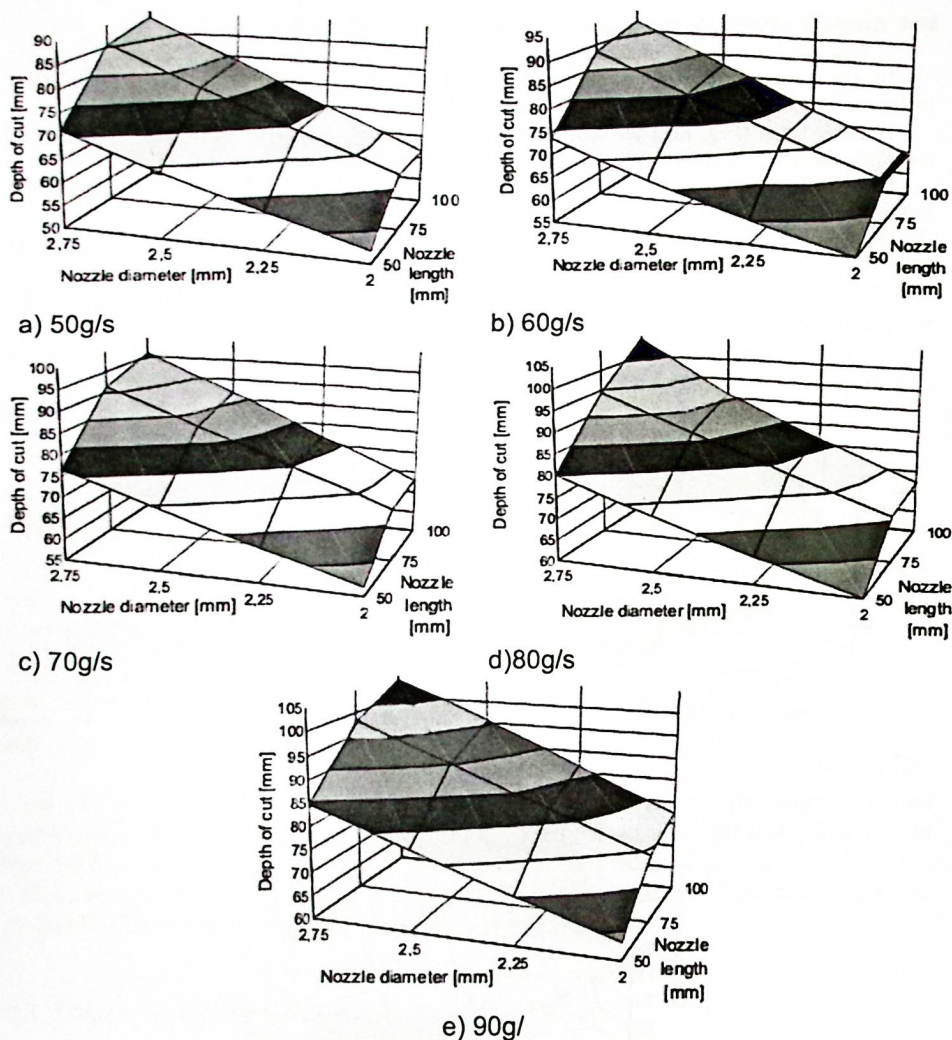 Depth of cut [mm]
90
85
80
75
70
65
60
55
50
2,75
2,5
2,25
2
Nozzle diameter [mm]
100
75
50
Nozzle
length
[mm]
a) 50g/s
Depth of cut [mm]
95
90
85
80
75
70
65
60
55
2,75
2,5
2,25
2
Nozzle diameter [mm]
100
75
50
Nozzle
length
[mm]
b) 60g/s
Depth of cut [mm]
100
95
90
85
80
75
70
65
60
55
2,75
2,5
2,25
2
Nozzle diameter [mm]
100
75
50
Nozzle
length
[mm]
c) 70g/s
Depth of cut [mm]
110
105
100
95
90
85
80
75
70
65
60
2,75
2,5
2,25
2
Nozzle diameter [mm]
100
75
50
Nozzle
length
[mm]
d)80g/s
Depth of cut [mm]
105
100
95
90
85
80
75
70
65
60
2,75
2,5
2,25
2
Nozzle diameter [mm]
100
75
50
Nozzle
length
[mm]
e) 90g/